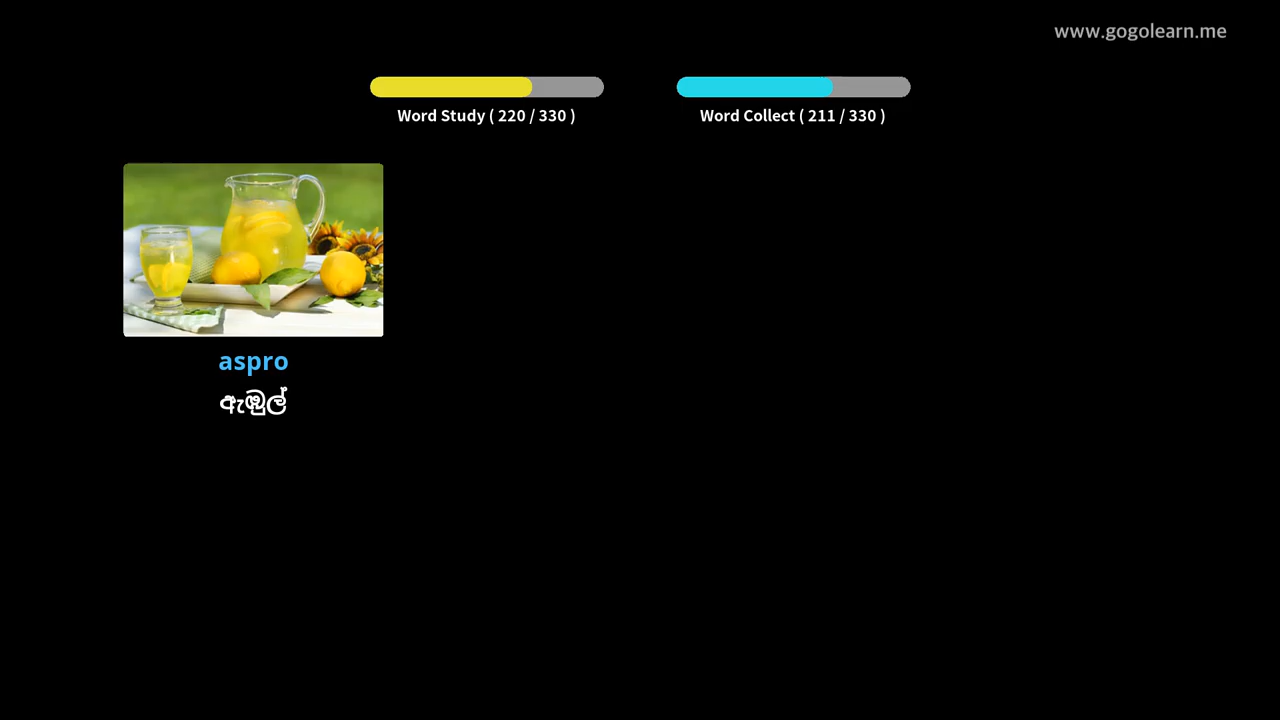 www.gogolearn.me
Word Study ( 220 / 330 )
Word Collect ( 211 / 330 )
aspro
ඇඹුල්